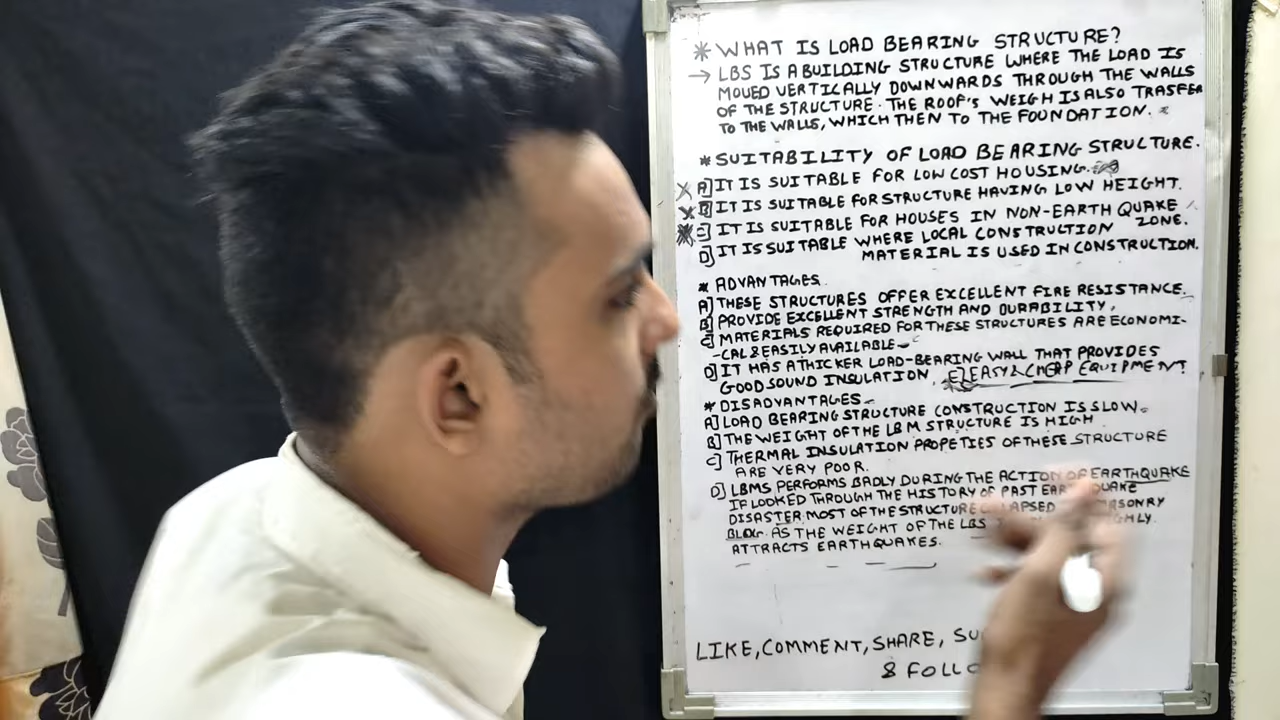 * WHAT IS LOAD BEARING STRUCTURE?
→ LBS IS A BUILDING STRUCTURE WHERE THE LOAD IS
MOVED VERTICALLY DOWNWARDS THROUGH THE WALLS
OF THE STRUCTURE. THE ROOF'S WEIGH IS ALSO TRASFER
TO THE WALLS, WHICH THEN TO THE FOUNDATION.
* SUITABILITY OF LOAD BEARING STRUCTURE.
A] IT IS SUITABLE FOR LOW COST HOUSING.
B] IT IS SUITABLE FOR STRUCTURE HAVING LOW HEIGHT.
C] IT IS SUITABLE FOR HOUSES IN NON-EARTH QUAKE ZONE.
D] IT IS SUITABLE WHERE LOCAL CONSTRUCTION
MATERIAL IS USED IN CONSTRUCTION.
* ADVANTAGES.
A] THESE STRUCTURES OFFER EXCELLENT FIRE RESISTANCE.
B] PROVIDE EXCELLENT STRENGTH AND DURABILITY.
C] MATERIALS REQUIRED FOR THESE STRUCTURES ARE ECONOMI-
-CAL & EASILY AVAILABLE
D] IT HAS A THICKER LOAD-BEARING WALL THAT PROVIDES
GOOD SOUND INSULATION. E] EASY & CHEAP EQUIPMENT
* DISADVANTAGES
A] LOAD BEARING STRUCTURE CONSTRUCTION IS SLOW.
B] THE WEIGHT OF THE LBM STRUCTURE IS HIGH
C] THERMAL INSULATION PROPETIES OF THESE STRUCTURE
ARE VERY POOR.
D] LBMS PERFORMS BADLY DURING THE ACTION OF EARTHQUAKE
IF LOOKED THROUGH THE HISTORY OF PAST
DISASTER MOST OF THE STRUCTURE MASONRY
BLDG. AS THE WEIGHT OF THE LBS
ATTRACTS EARTHQUAKES.
LIKE, COMMENT, SHARE,
&